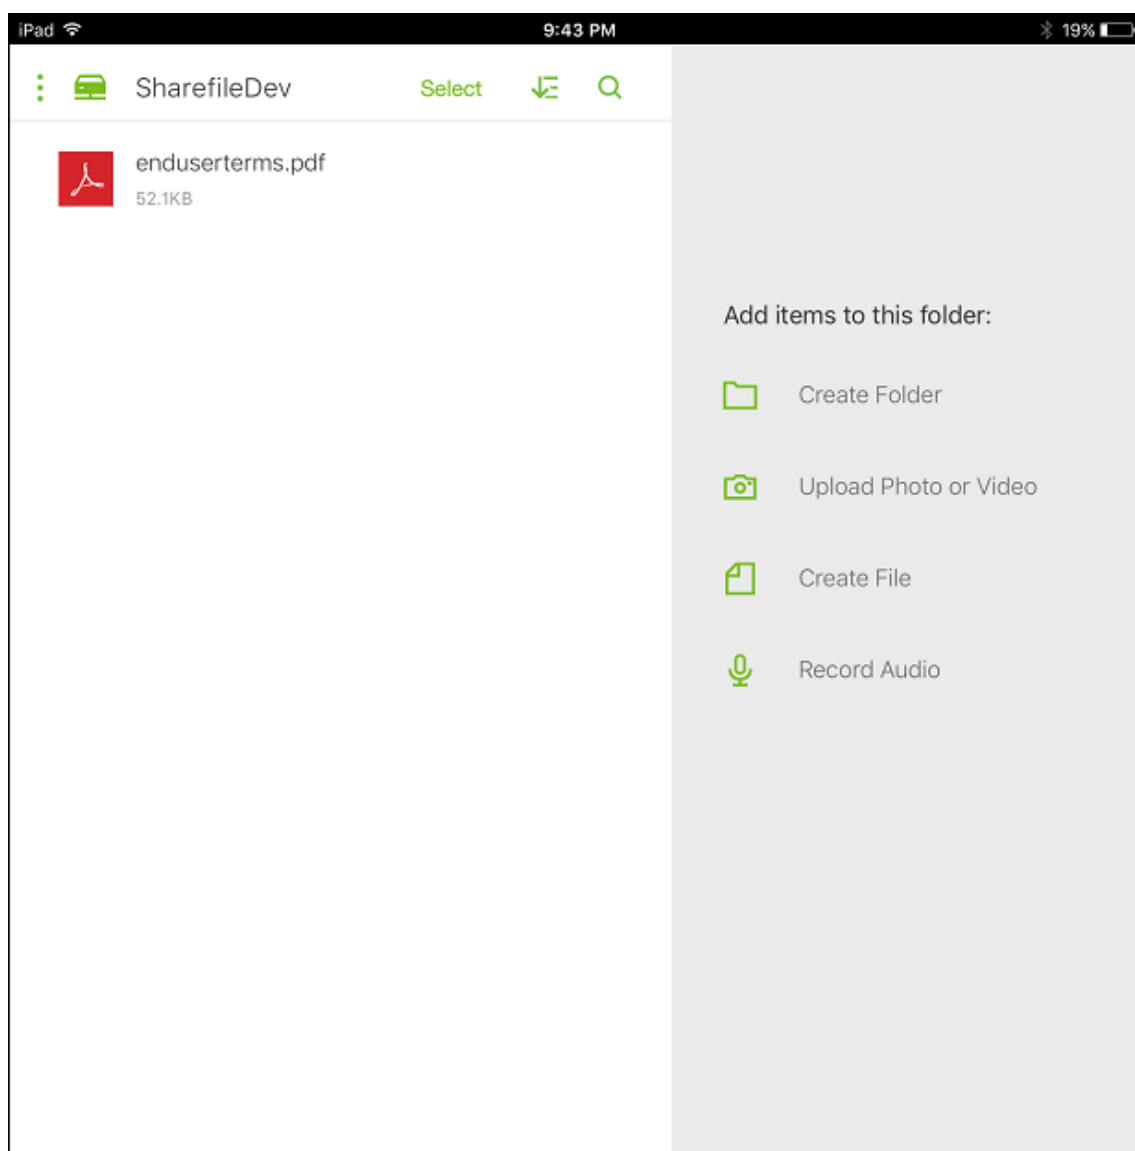 iPad 9:43 PM 19%
SharefileDev Select
enduserterms.pdf
52.1KB
Add items to this folder:
Create Folder
Upload Photo or Video
Create File
Record Audio